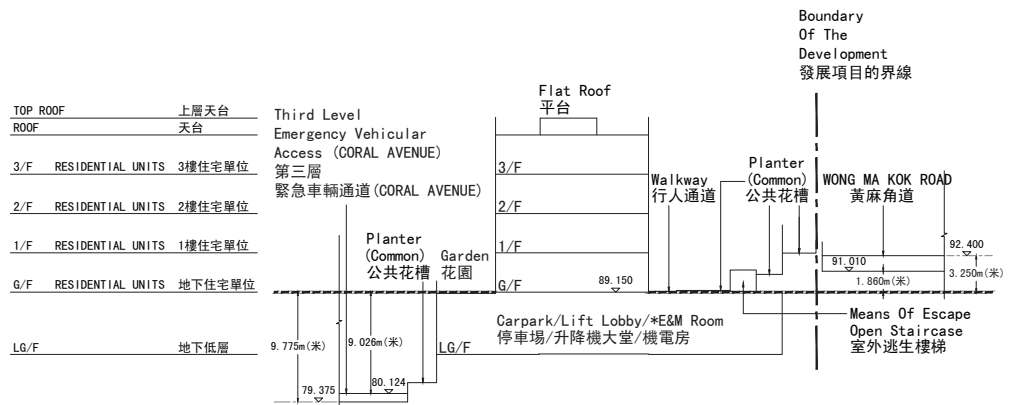 Boundary
Of The
Development
發展項目的界線
Flat Roof
平台
TOP ROOF 上層天台
ROOF 天台
3/F RESIDENTIAL UNITS 3樓住宅單位
2/F RESIDENTIAL UNITS 2樓住宅單位
1/F RESIDENTIAL UNITS 1樓住宅單位
G/F RESIDENTIAL UNITS 地下住宅單位
LG/F 地下低層
Third Level
Emergency Vehicular
Access (CORAL AVENUE)
第三層
緊急車輛通道(CORAL AVENUE)
Planter
(Common)
公共花槽
Garden
花園
3/F
2/F
1/F
G/F
89.150
LG/F
Carpark/Lift Lobby/*E&M Room
停車場/升降機大堂/機電房
Walkway
行人通道
Planter
(Common)
公共花槽
WONG MA KOK ROAD
黃麻角道
92.400
91.010
3.250m(米)
1.860m(米)
Means Of Escape
Open Staircase
室外逃生樓梯
9.775m(米)
9.026m(米)
80.124
79.375